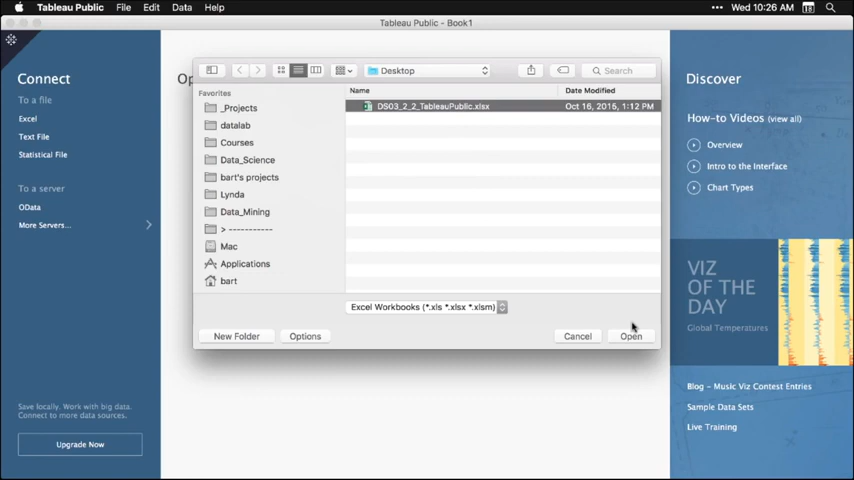 Tableau Public File Edit Data Help
••• Wed 10:26 AM 18
Tableau Public - Book1
Connect
To a file
Excel
Text File
Statistical File
To a server
OData
More Servers...
Save locally. Work with big data.
Connect to more data sources.
Upgrade Now
Op
Desktop
Search
Favorites
_Projects
datalab
Courses
Data_Science
bart's projects
Lynda
Data_Mining
> -----------
Mac
Applications
bart
Name Date Modified
DS03_2_2_TableauPublic.xlsx Oct 16, 2015, 1:12 PM
Excel Workbooks (*.xls *.xlsx *.xlsm)
New Folder Options Cancel Open
Discover
How-to Videos (view all)
Overview
Intro to the Interface
Chart Types
VIZ
OF THE
DAY
Global Temperatures
Blog - Music Viz Contest Entries
Sample Data Sets
Live Training